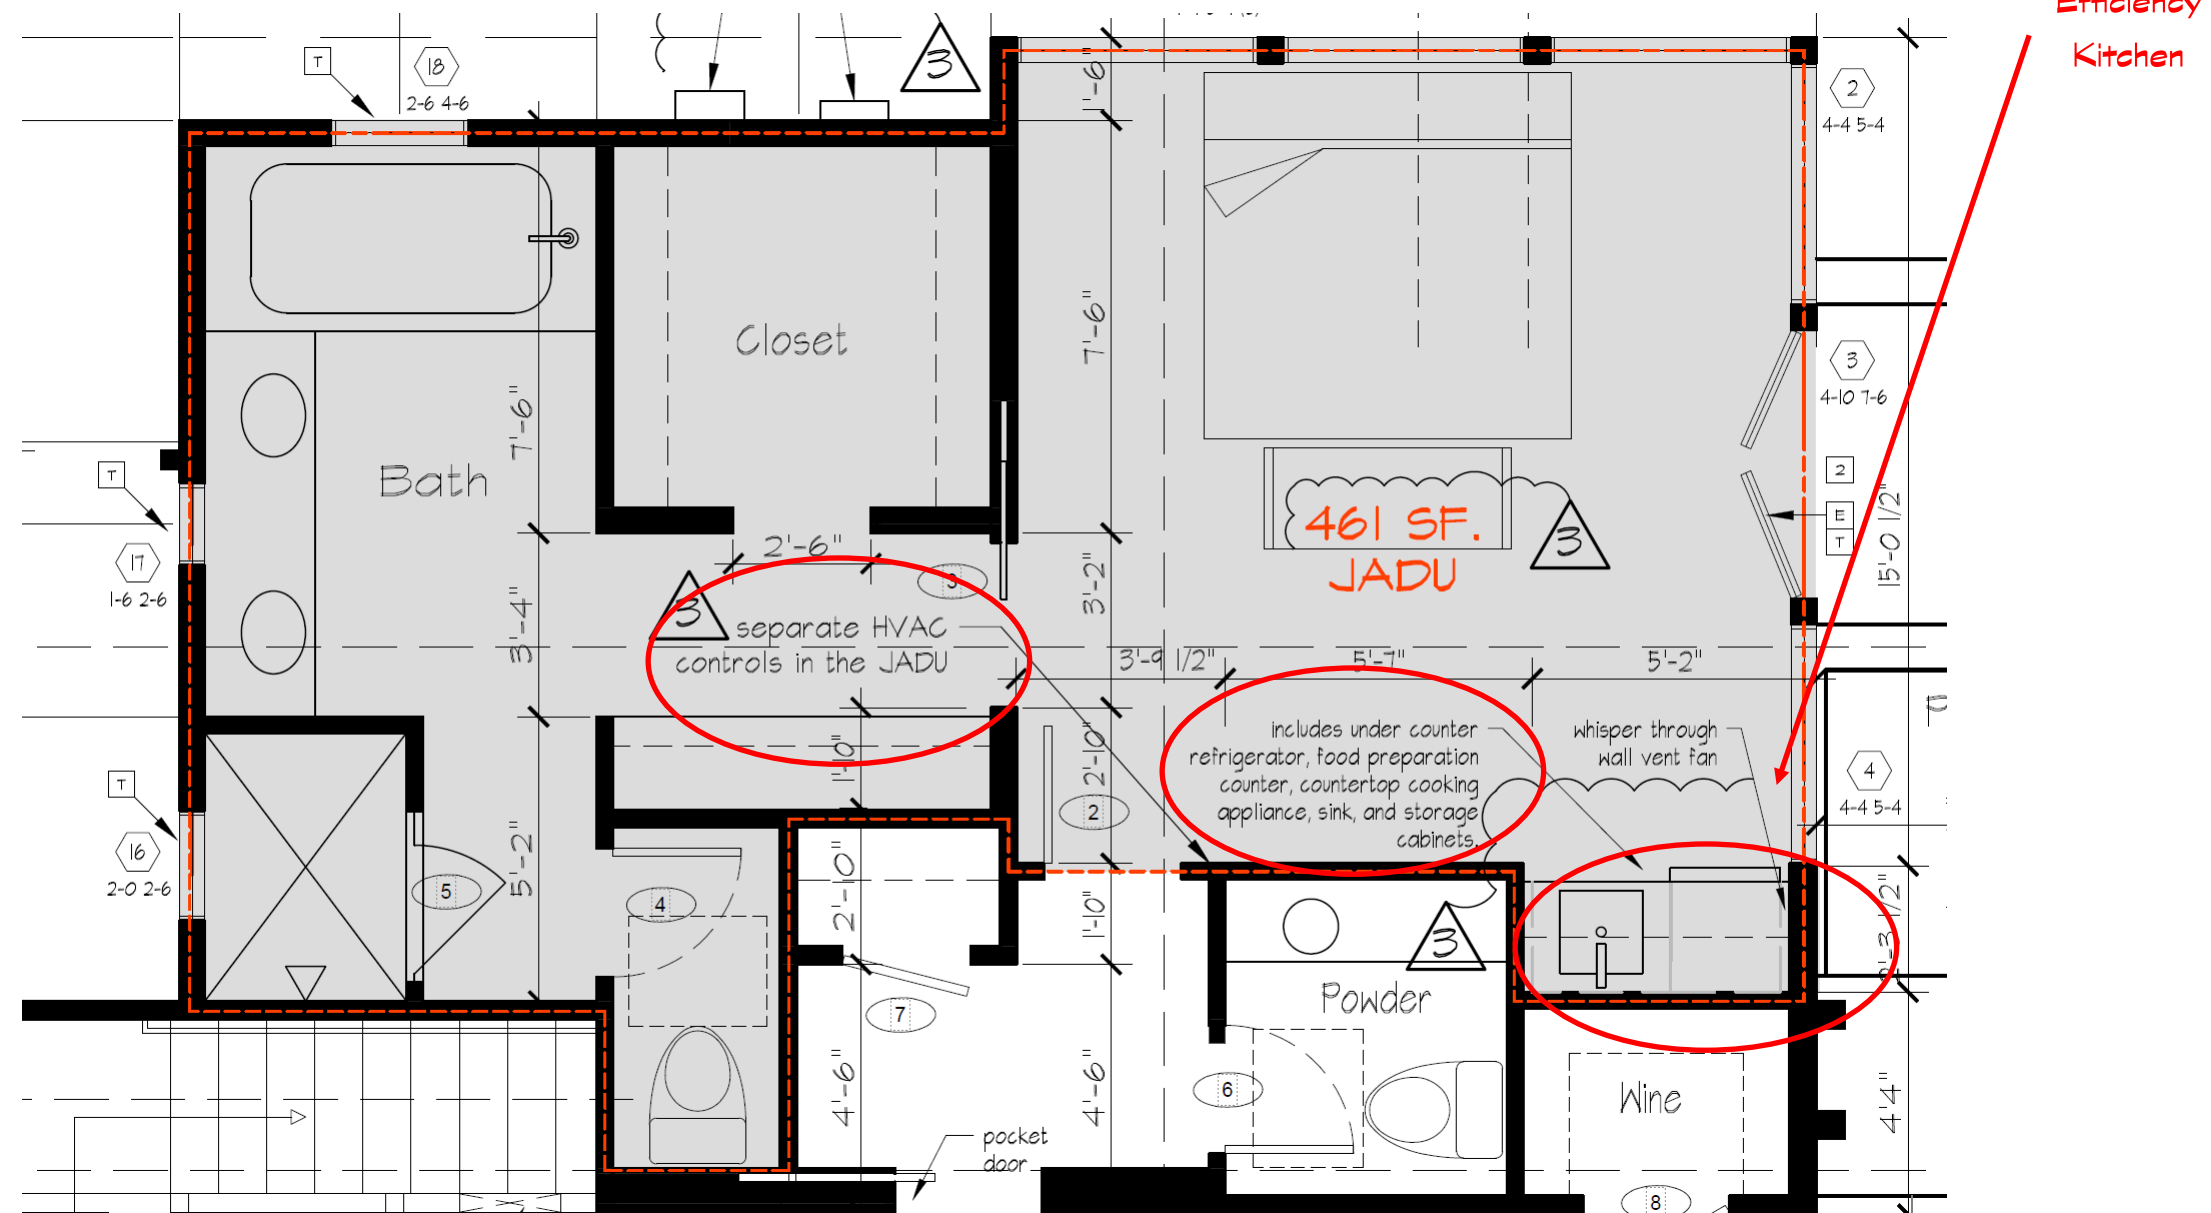 Efficiency
Kitchen
T
18
2-6 4-6
3
1'-6"
2
4-4 5-4
Closet
7'-6"
3
4-10 7-6
Bath
7'-6"
T
17
1-6 2-6
2
E
T
15'-0 1/2"
461 SF.
JADU
3
2'-6"
3
3'-2"
3
separate HVAC
controls in the JADU
3'-4"
3'-9 1/2"
5'-7"
5'-2"
includes under counter
refrigerator, food preparation
counter, countertop cooking
appliance, sink, and storage
cabinets.
whisper through
wall vent fan
1'-10"
2'-10"
2
4
4-4 5-4
T
16
2-0 2-6
5
5'-2"
4
2'-10"
1'-10"
3
2'-3 1/2"
7
Powder
4'-6"
4'-6"
6
Wine
4'4"
pocket
door
8